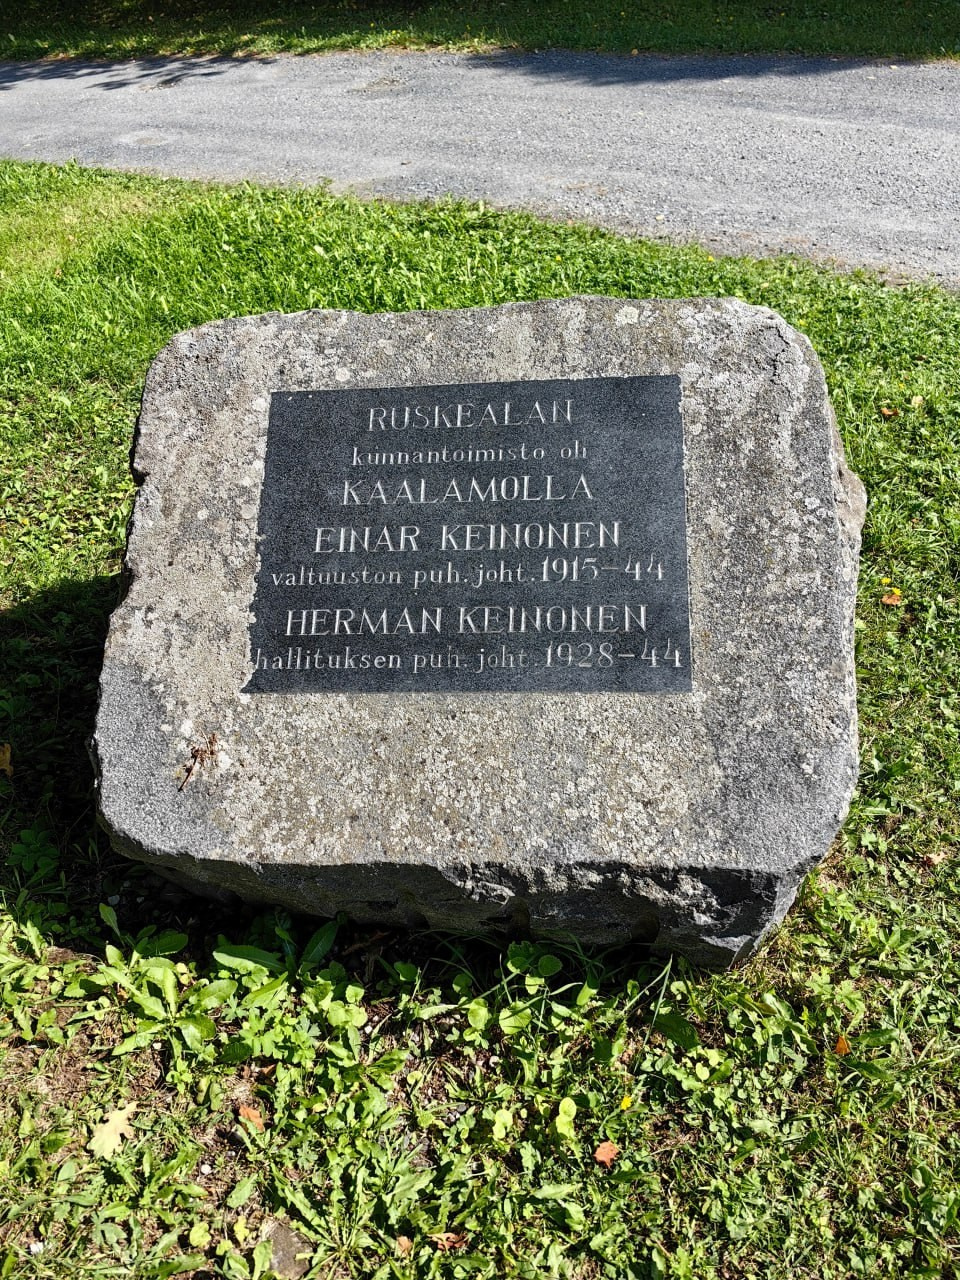 RUSKEALAN
kunnantoimisto oli
KAALAMOLLA
EINAR KEINONEN
valtuuston puh. joht. 1915–44
HERMAN KEINONEN
hallituksen puh. joht. 1928–44